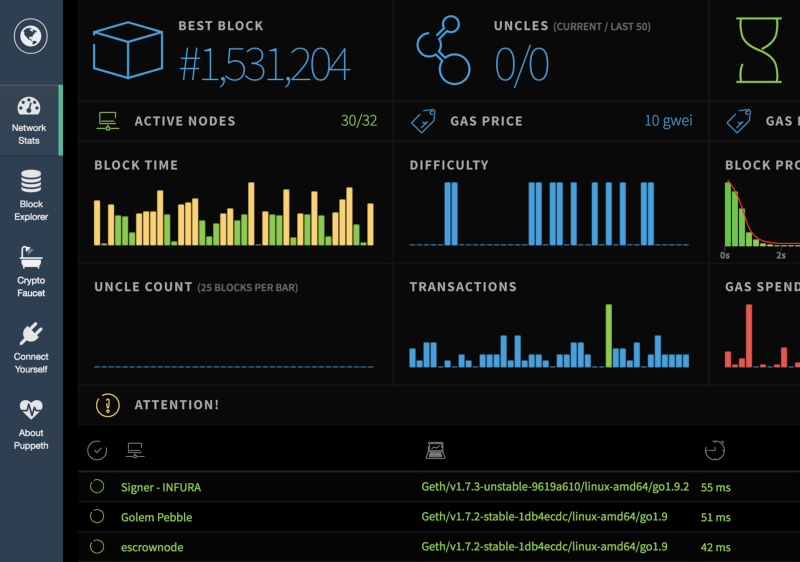 Network
Stats
Block
Explorer
Crypto
Faucet
Connect
Yourself
About
Puppeth
BEST BLOCK
#1,531,204
UNCLES (CURRENT / LAST 50)
0/0
ACTIVE NODES 30/32
GAS PRICE 10 gwei
GAS
BLOCK TIME
DIFFICULTY
BLOCK PRO
0s 2s
UNCLE COUNT (25 BLOCKS PER BAR)
TRANSACTIONS
GAS SPEND
ATTENTION!
Signer - INFURA Geth/v1.7.3-unstable-9619a610/linux-amd64/go1.9.2 55 ms
Golem Pebble Geth/v1.7.2-stable-1db4ecdc/linux-amd64/go1.9 51 ms
escrownode Geth/v1.7.2-stable-1db4ecdc/linux-amd64/go1.9 42 ms